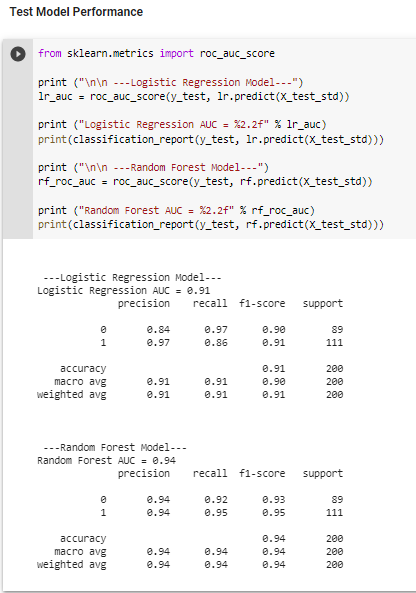 Test Model Performance
from sklearn.metrics import roc_auc_score
print ("\n\n ---Logistic Regression Model---")
lr_auc = roc_auc_score(y_test, lr.predict(X_test_std))
print ("Logistic Regression AUC = %2.2f" % lr_auc)
print(classification_report(y_test, lr.predict(X_test_std)))
print ("\n\n ---Random Forest Model---")
rf_roc_auc = roc_auc_score(y_test, rf.predict(X_test_std))
print ("Random Forest AUC = %2.2f" % rf_roc_auc)
print(classification_report(y_test, rf.predict(X_test_std)))
---Logistic Regression Model---
Logistic Regression AUC = 0.91
precision recall f1-score support
0 0.84 0.97 0.90 89
1 0.97 0.86 0.91 111
accuracy 0.91 200
macro avg 0.91 0.91 0.90 200
weighted avg 0.91 0.91 0.91 200
---Random Forest Model---
Random Forest AUC = 0.94
precision recall f1-score support
0 0.94 0.92 0.93 89
1 0.94 0.95 0.95 111
accuracy 0.94 200
macro avg 0.94 0.94 0.94 200
weighted avg 0.94 0.94 0.94 200